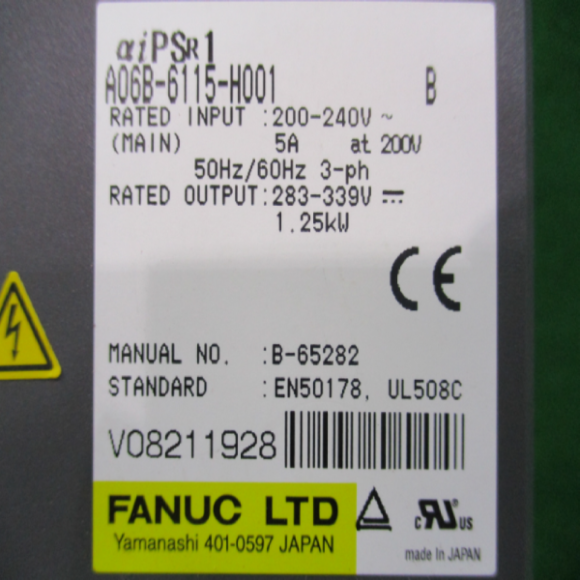 αiPSR1
A06B-6115-H001 B
RATED INPUT :200-240V ~
(MAIN) 5A at 200V
50Hz/60Hz 3-ph
RATED OUTPUT:283-339V ⎓
1.25kW
CE
MANUAL NO. :B-65282
STANDARD :EN50178, UL508C
V08211928
FANUC LTD
Yamanashi 401-0597 JAPAN
c RU us
made in JAPAN